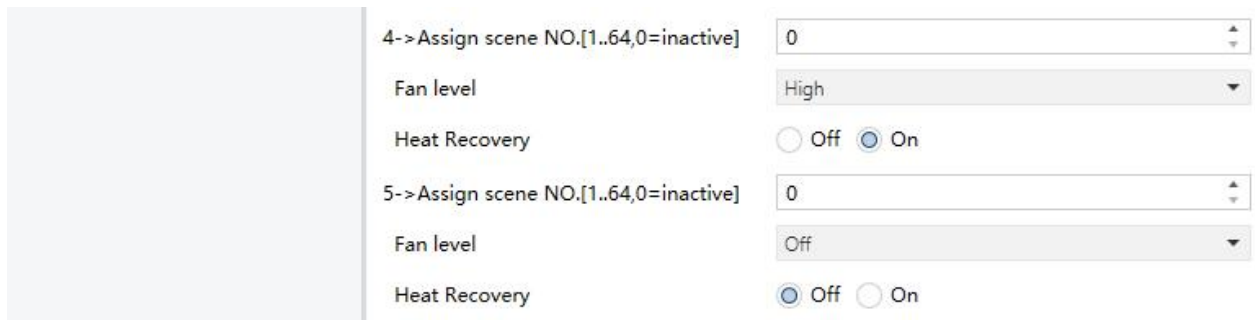 4->Assign scene NO.[1..64,0=inactive] 0
Fan level High
Heat Recovery Off On
5->Assign scene NO.[1..64,0=inactive] 0
Fan level Off
Heat Recovery Off On